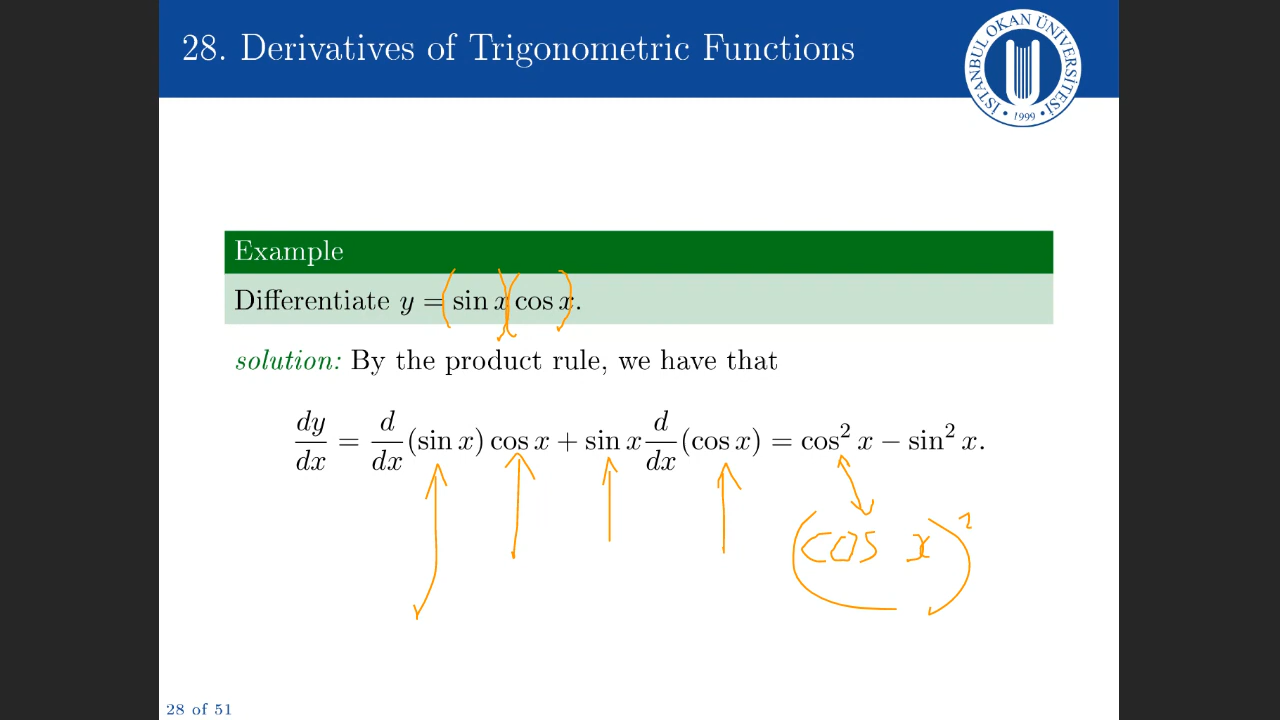 28. Derivatives of Trigonometric Functions
İSTANBUL OKAN ÜNİVERSİTESİ
• 1999 •
Example
Differentiate y = (sin x)(cos x).
solution: By the product rule, we have that
dy/dx = d/dx (sin x) cos x + sin x d/dx (cos x) = cos² x − sin² x.
(cos x)²
28 of 51